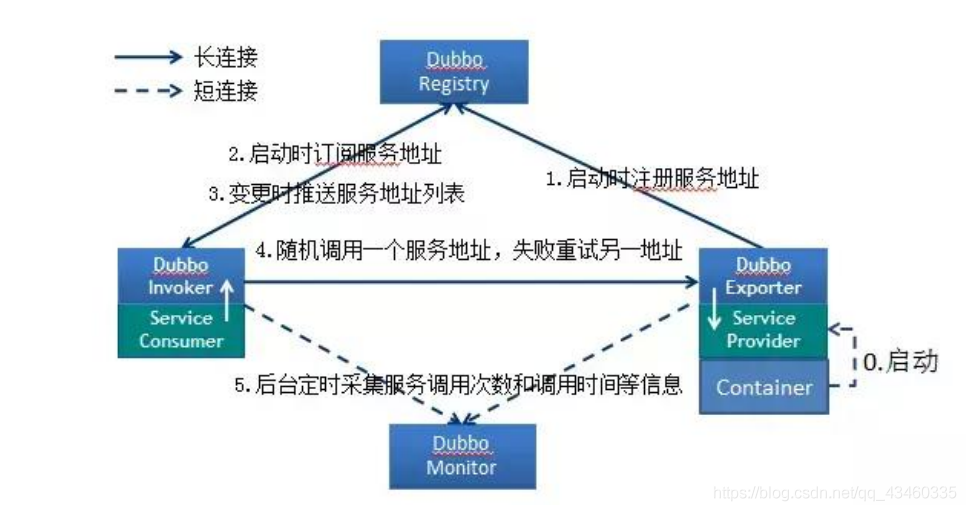 长连接
短连接
Dubbo
Registry
2.启动时订阅服务地址
3.变更时推送服务地址列表
1.启动时注册服务地址
4.随机调用一个服务地址，失败重试另一地址
Dubbo
Invoker
Service
Consumer
Dubbo
Exporter
Service
Provider
Container
0.启动
5.后台定时采集服务调用次数和调用时间等信息
Dubbo
Monitor
https://blog.csdn.net/qq_43460335